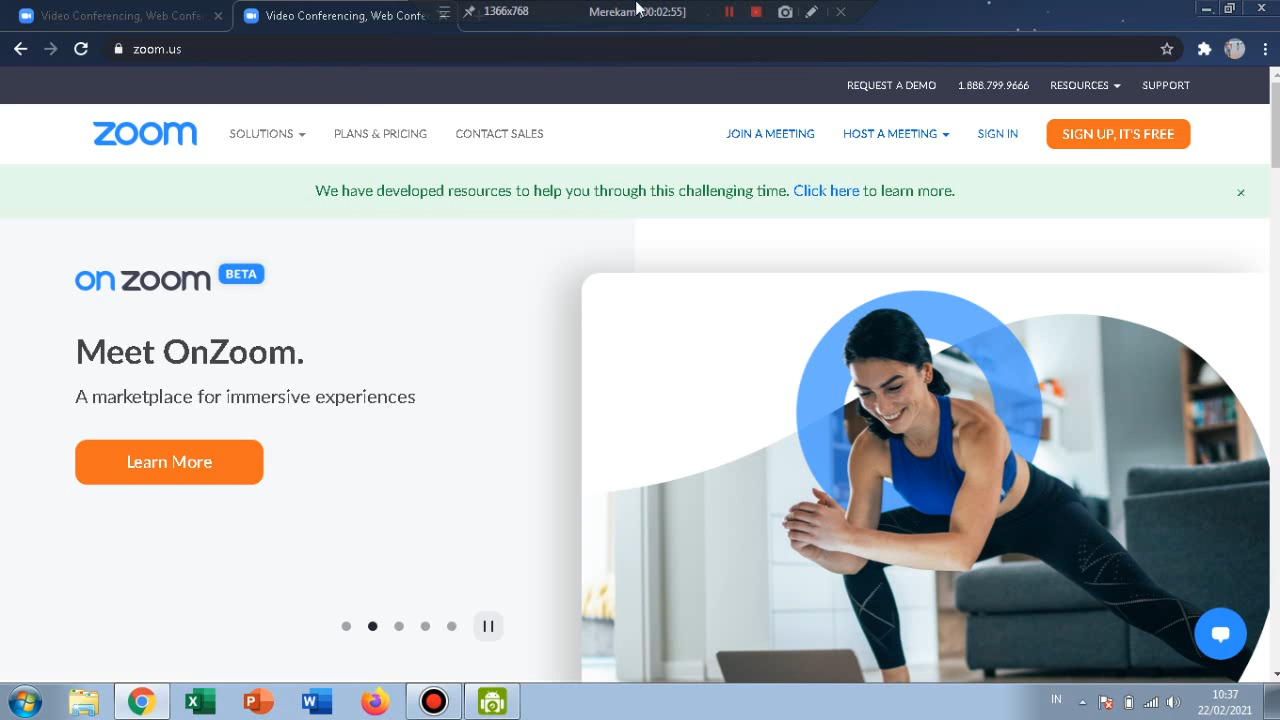 1366x768
Merekam [00:02:55]
Video Conferencing, Web Conf
Video Conferencing, Web Confe
zoom.us
REQUEST A DEMO
1.888.799.9666
RESOURCES
SUPPORT
zoom
SOLUTIONS
PLANS & PRICING
CONTACT SALES
JOIN A MEETING
HOST A MEETING
SIGN IN
SIGN UP, IT'S FREE
We have developed resources to help you through this challenging time. Click here to learn more.
on zoom BETA
Meet OnZoom.
A marketplace for immersive experiences
Learn More
IN
10:37
22/02/2021